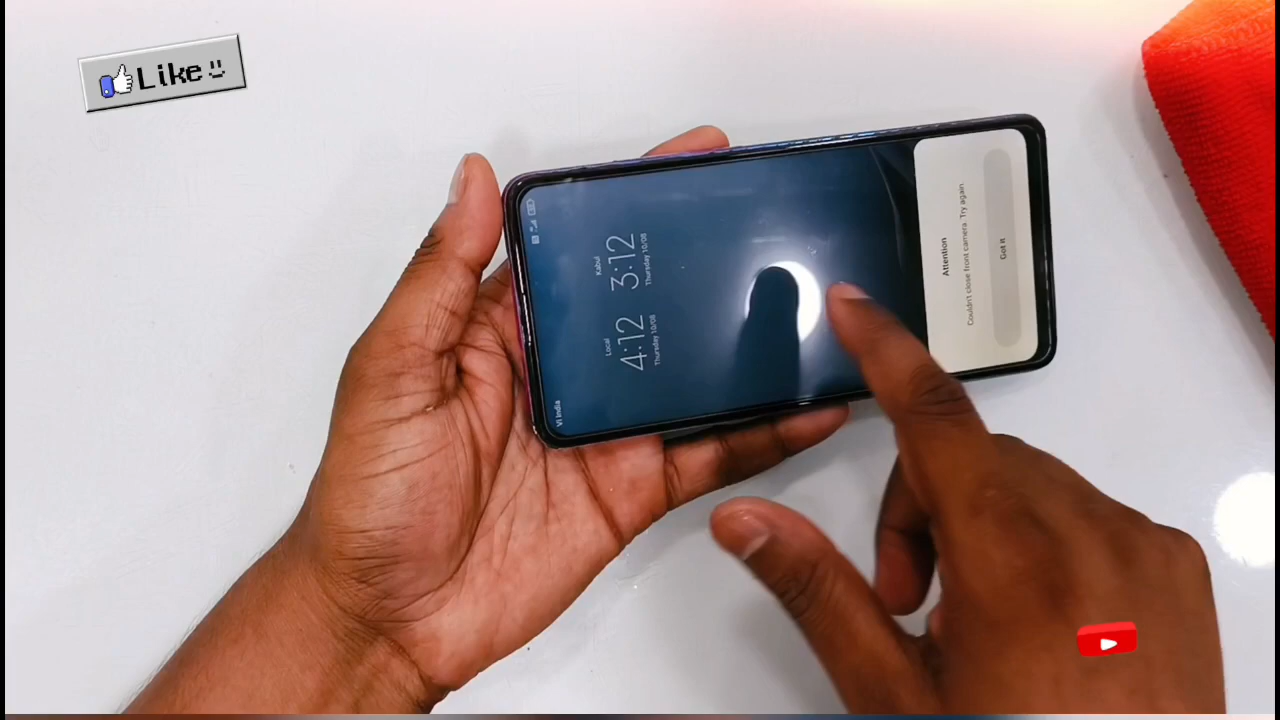 Like
Vi India
Local
4:12
Thursday 10/08
Kabul
3:12
Thursday 10/08
Attention
Couldn't close front camera. Try again.
Got it